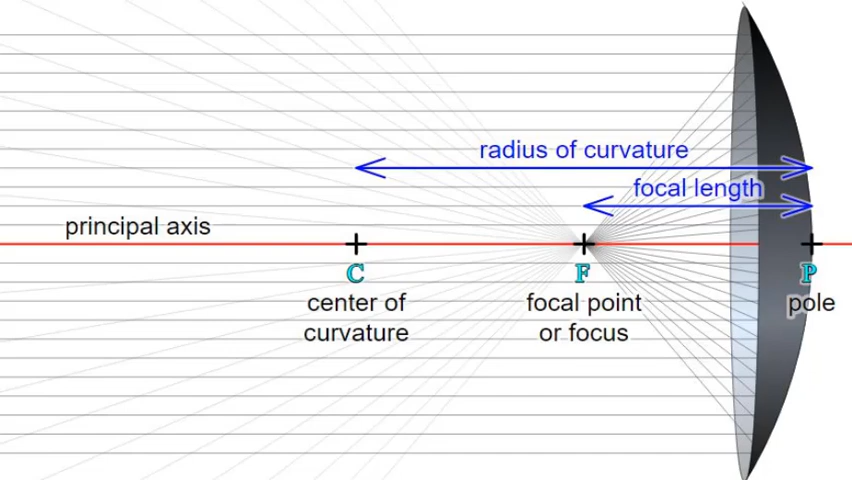 radius of curvature
focal length
principal axis
C
F
P
center of
curvature
focal point
or focus
pole